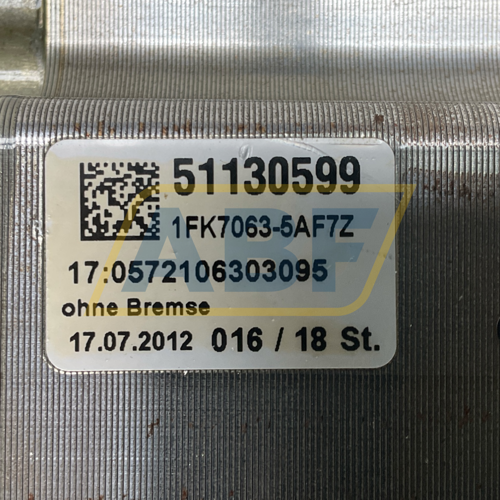 51130599
1FK7063-5AF7Z
17:0572106303095
ohne Bremse
17.07.2012 016 / 18 St.
ABF